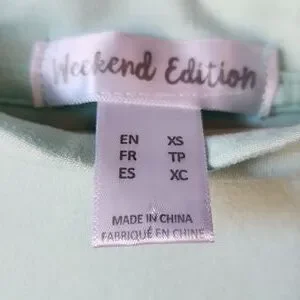 Weekend Edition
EN XS
FR TP
ES XC
MADE IN CHINA
FABRIQUÉ EN CHINE